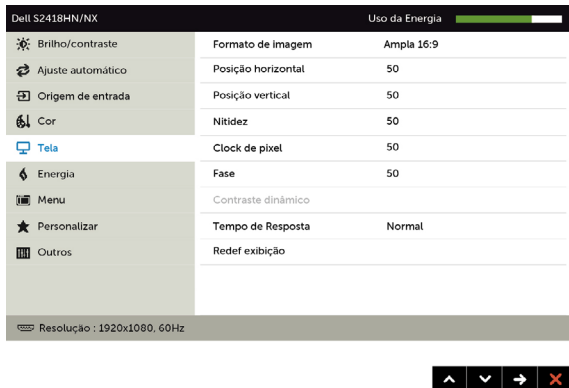 Dell S2418HN/NX Uso da Energia
Brilho/contraste
Ajuste automático
Origem de entrada
Cor
Tela
Energia
Menu
Personalizar
Outros
Formato de imagem Ampla 16:9
Posição horizontal 50
Posição vertical 50
Nitidez 50
Clock de pixel 50
Fase 50
Contraste dinâmico
Tempo de Resposta Normal
Redef exibição
Resolução : 1920x1080, 60Hz